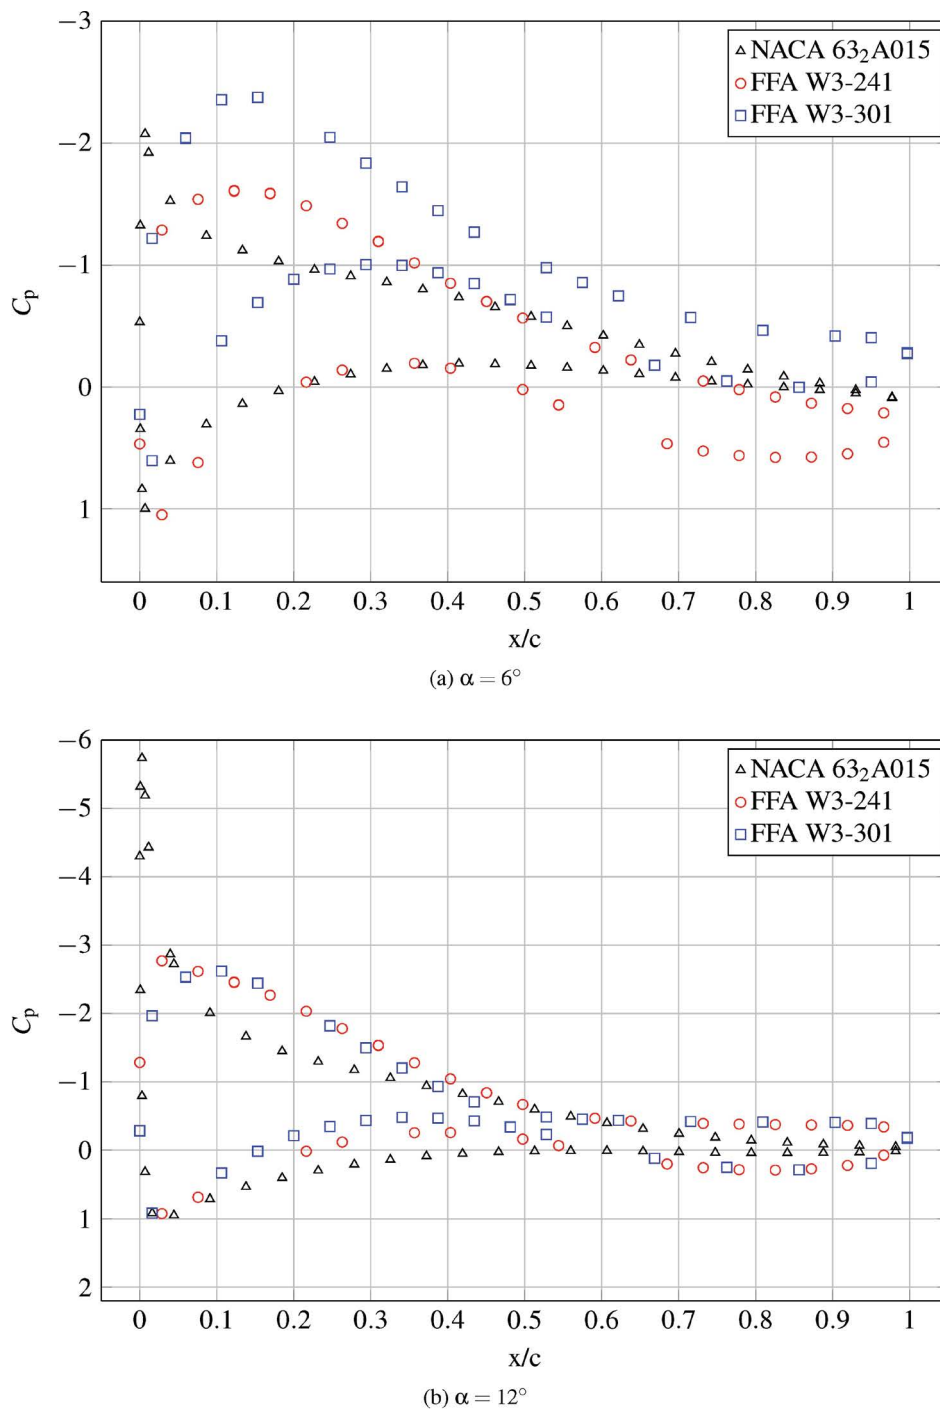 −3
−2
−1
0
1
Cp
0 0.1 0.2 0.3 0.4 0.5 0.6 0.7 0.8 0.9 1
x/c
NACA 63₂A015
FFA W3-241
FFA W3-301
(a) α = 6°
−6
−5
−4
−3
−2
−1
0
1
2
Cp
0 0.1 0.2 0.3 0.4 0.5 0.6 0.7 0.8 0.9 1
x/c
NACA 63₂A015
FFA W3-241
FFA W3-301
(b) α = 12°